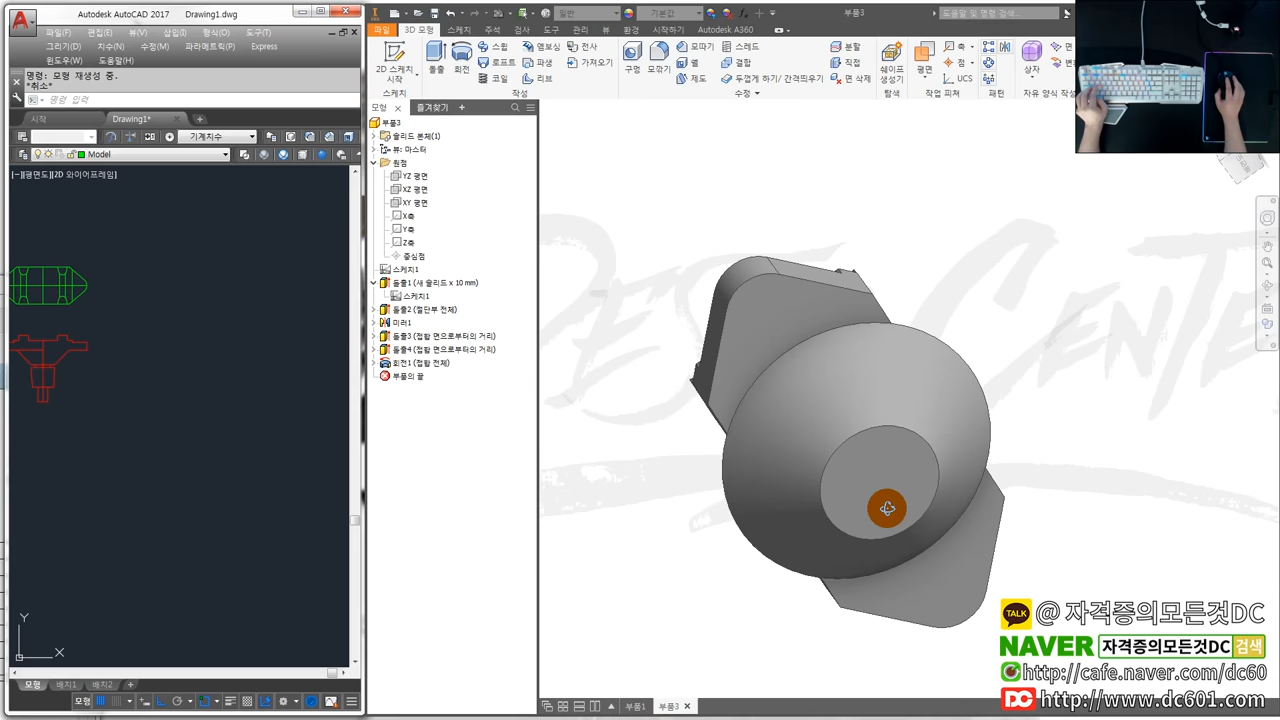 Autodesk AutoCAD 2017 Drawing1.dwg
파일(F) 편집(E) 뷰(V) 삽입(I) 형식(O) 도구(T)
그리기(D) 치수(N) 수정(M) 파라메트릭(P) Express
윈도우(W) 도움말(H)
명령: 모형 재생성 중.
*취소*
명령 입력
시작 Drawing1*
기계치수
Model
[−][평면도][2D 와이어프레임]
Y
X
모형 배치1 배치2 +
모형
일반 기본값 부품3 도움말 및 명령 검색...
파일 3D 모형 스케치 주석 검사 도구 관리 뷰 환경 시작하기 Autodesk A360
2D 스케치 시작
스케치
돌출 회전
스윕 엠보싱 전사
로프트 파생 가져오기
코일 리브
작성
구멍 모깎기
모따기 스레드
쉘 결합
제도 두껍게 하기/간격띄우기
분할
직접
면 삭제
수정
쉐이프 생성기
탐색
평면
축
점
UCS
작업 피쳐
패턴
상자
면
자유 양식
모형 즐겨찾기 +
부품3
솔리드 본체(1)
뷰: 마스터
원점
YZ 평면
XZ 평면
XY 평면
X축
Y축
Z축
중심점
스케치1
돌출1 (새 솔리드 x 10 mm)
스케치1
돌출2 (절단부 전체)
미러1
돌출3 (접합 면으로부터의 거리)
돌출4 (접합 면으로부터의 거리)
회전1 (접합 전체)
부품의 끝
부품1 부품3
TALK @ 자격증의모든것DC
NAVER 자격증의모든것DC 검색
http://cafe.naver.com/dc60
DC http://www.dc601.com